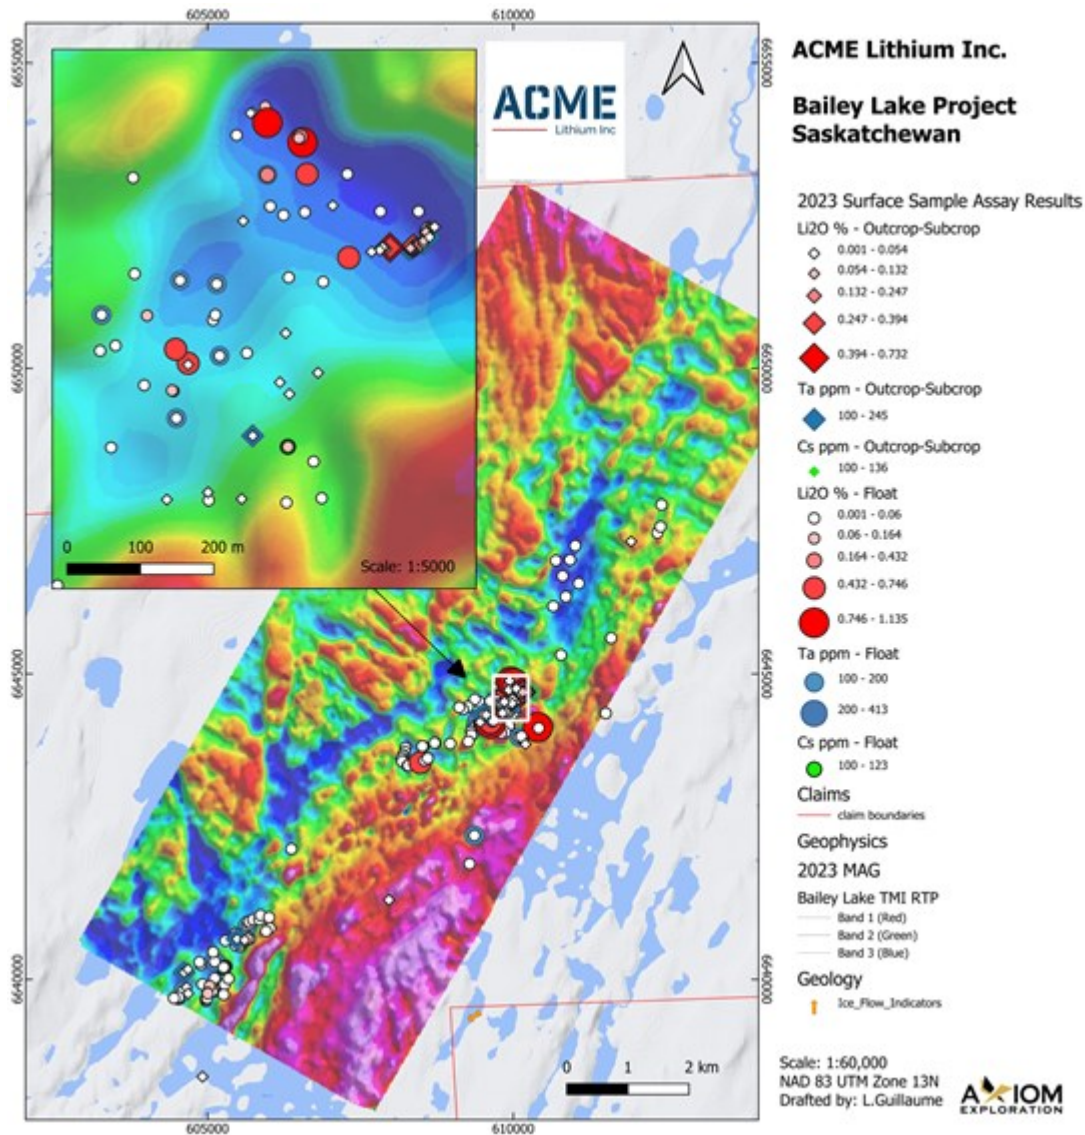 605000
610000
ACME Lithium Inc.
Bailey Lake Project
Saskatchewan
ACME
Lithium Inc
6655000
6655000
6650000
6650000
6645000
6645000
6640000
6640000
0
100
200 m
Scale: 1:5000
2023 Surface Sample Assay Results
Li2O % - Outcrop-Subcrop
0.001 - 0.054
0.054 - 0.132
0.132 - 0.247
0.247 - 0.394
0.394 - 0.732
Ta ppm - Outcrop-Subcrop
100 - 245
Cs ppm - Outcrop-Subcrop
100 - 136
Li2O % - Float
0.001 - 0.06
0.06 - 0.164
0.164 - 0.432
0.432 - 0.746
0.746 - 1.135
Ta ppm - Float
100 - 200
200 - 413
Cs ppm - Float
100 - 123
Claims
claim boundaries
Geophysics
2023 MAG
Bailey Lake TMI RTP
Band 1 (Red)
Band 2 (Green)
Band 3 (Blue)
Geology
Ice_Flow_Indicators
0
1
2 km
Scale: 1:60,000
NAD 83 UTM Zone 13N
Drafted by: L.Guillaume
AXIOM
EXPLORATION
605000
610000